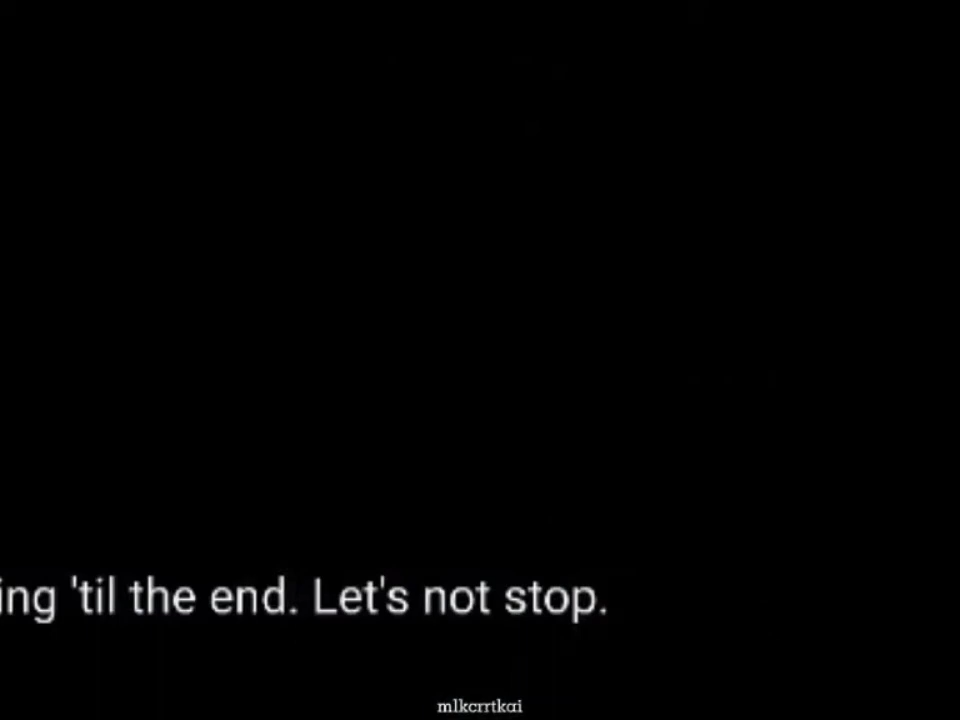 ing 'til the end. Let's not stop.
mlkcrrtkai